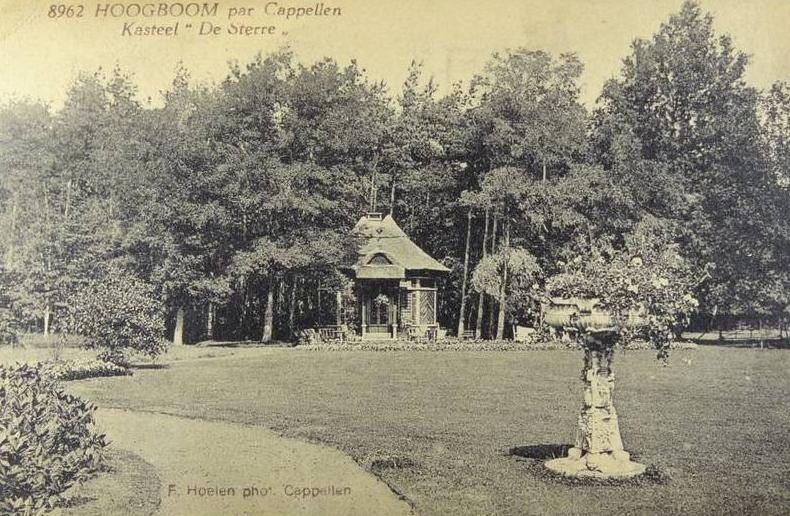 8962 HOOGBOOM par Cappellen
Kasteel " De Sterre „
F. Hoelen phot. Cappellen